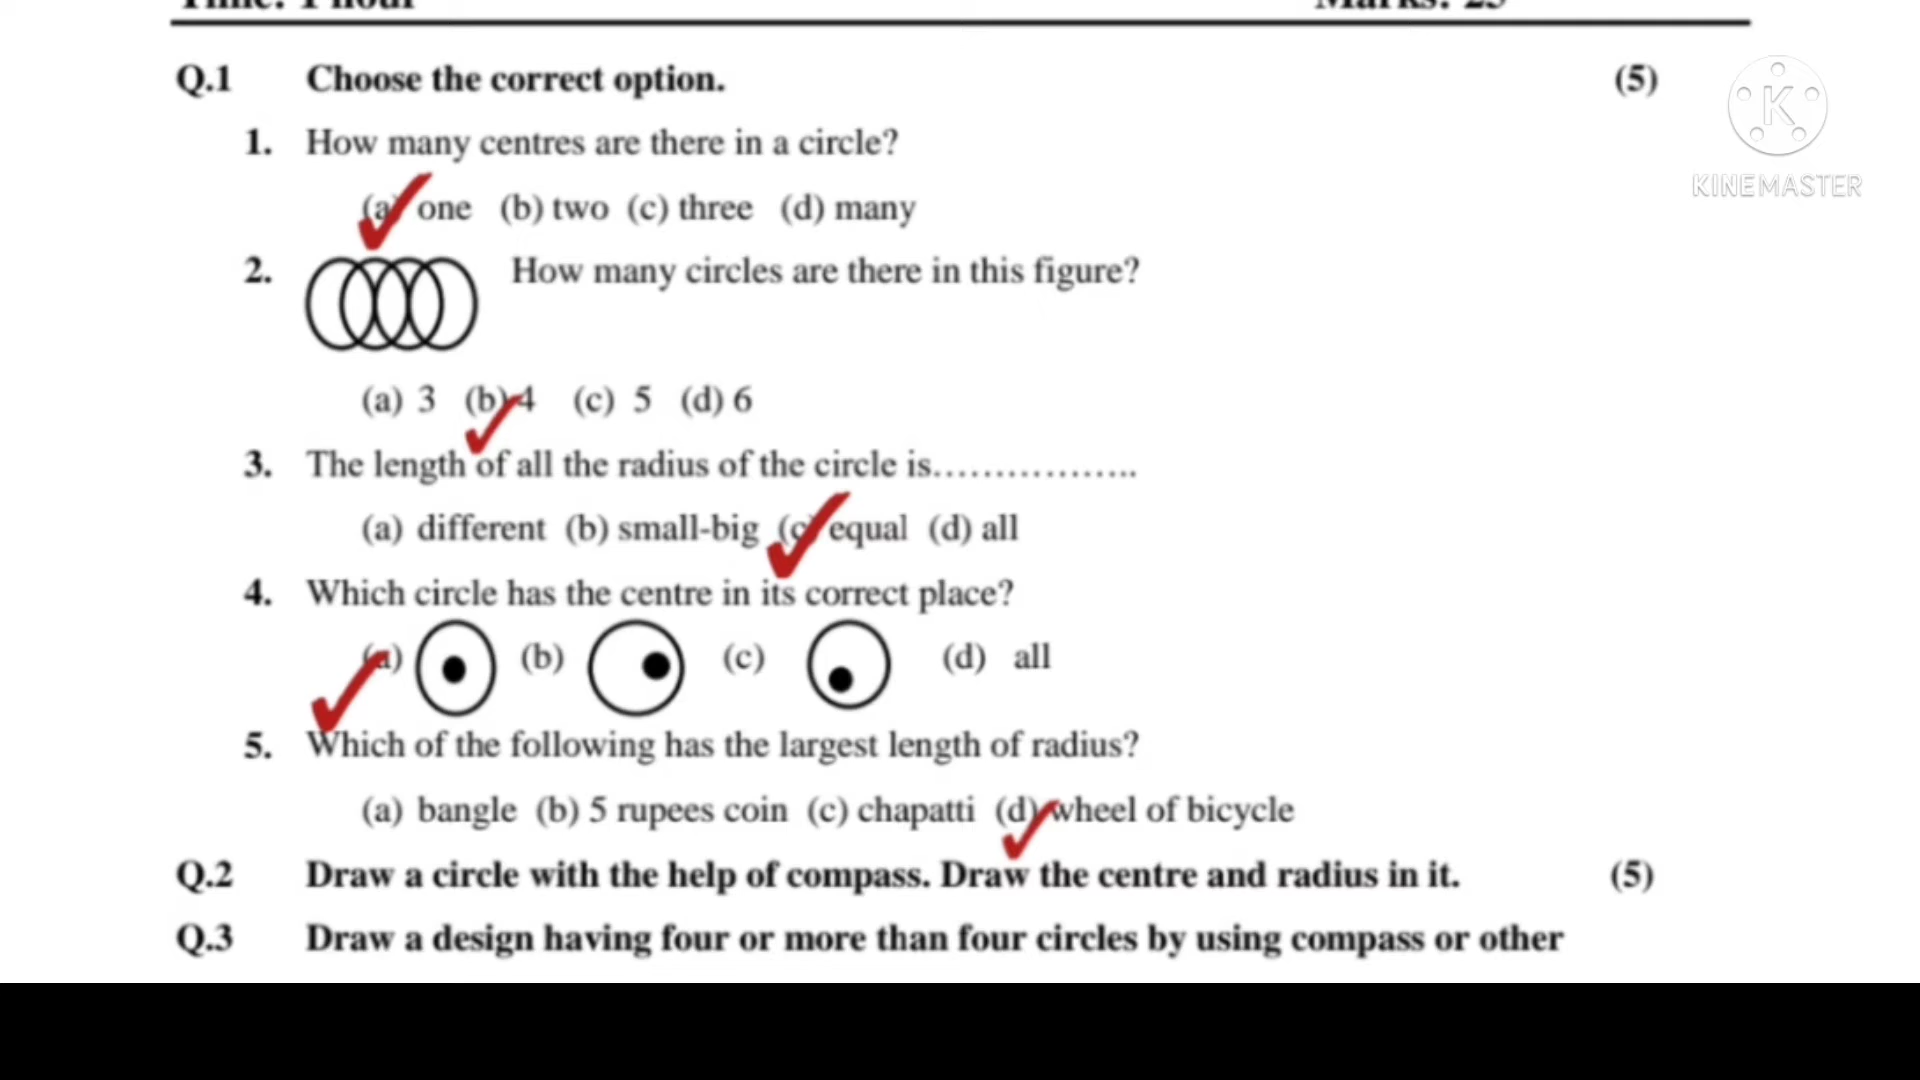 Time: 1 hour Marks: 25
Q.1 Choose the correct option. (5)
1. How many centres are there in a circle?
(a) one (b) two (c) three (d) many
2. How many circles are there in this figure?
(a) 3 (b) 4 (c) 5 (d) 6
3. The length of all the radius of the circle is.................
(a) different (b) small-big (c) equal (d) all
4. Which circle has the centre in its correct place?
(a) (b) (c) (d) all
5. Which of the following has the largest length of radius?
(a) bangle (b) 5 rupees coin (c) chapatti (d) wheel of bicycle
Q.2 Draw a circle with the help of compass. Draw the centre and radius in it. (5)
Q.3 Draw a design having four or more than four circles by using compass or other
K
KINEMASTER